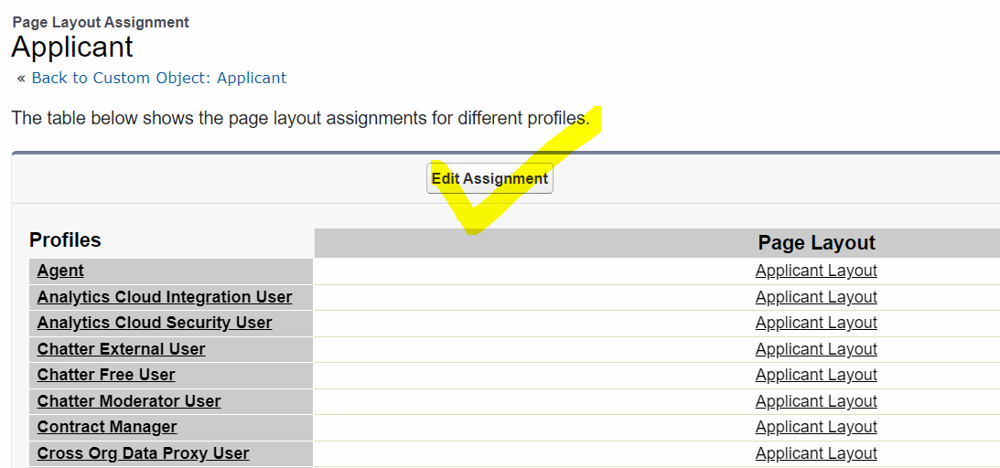 Page Layout Assignment
Applicant
« Back to Custom Object: Applicant
The table below shows the page layout assignments for different profiles.
Edit Assignment
Profiles Page Layout
Agent Applicant Layout
Analytics Cloud Integration User Applicant Layout
Analytics Cloud Security User Applicant Layout
Chatter External User Applicant Layout
Chatter Free User Applicant Layout
Chatter Moderator User Applicant Layout
Contract Manager Applicant Layout
Cross Org Data Proxy User Applicant Layout